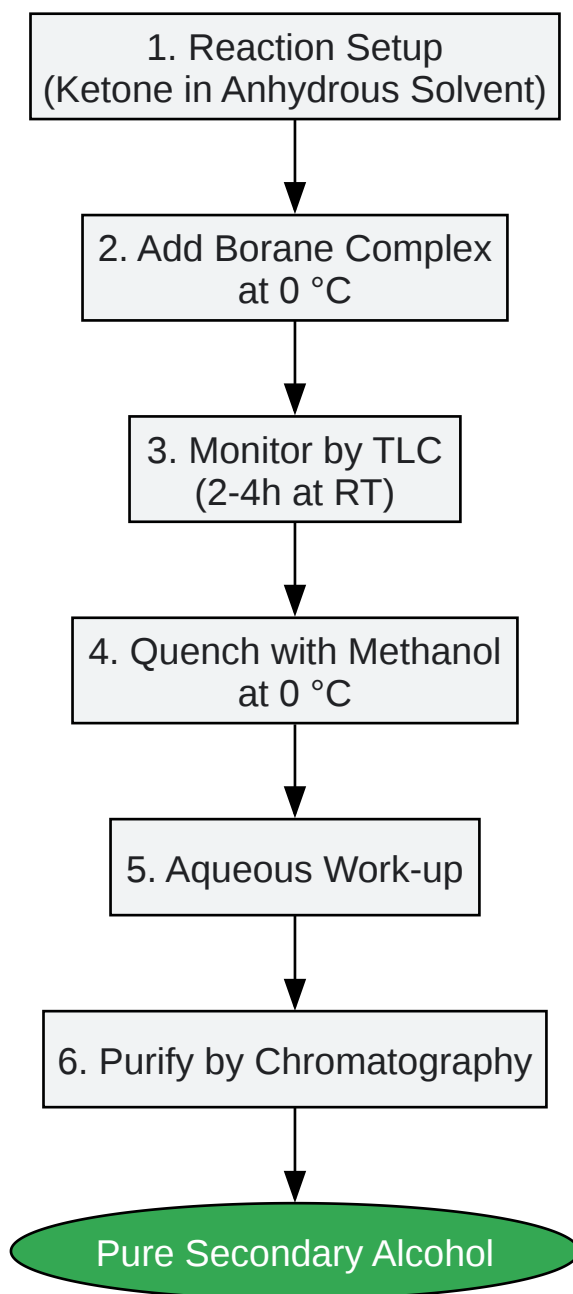 1. Reaction Setup
(Ketone in Anhydrous Solvent)
2. Add Borane Complex
at 0 °C
3. Monitor by TLC
(2-4h at RT)
4. Quench with Methanol
at 0 °C
5. Aqueous Work-up
6. Purify by Chromatography
Pure Secondary Alcohol